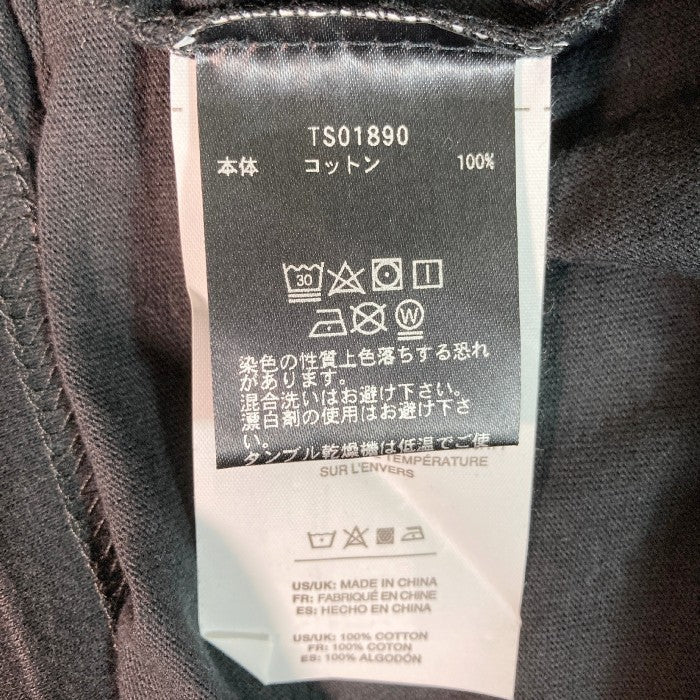 TS01890
本体 コットン 100%
30
W
染色の性質上色落ちする恐れ
があります。
混合洗いはお避け下さい。
漂白剤の使用はお避け下さ
い。
タンブル乾燥機は低温でご使
TEMPÉRATURE
SUR L'ENVERS
US/UK: MADE IN CHINA
FR: FABRIQUÉ EN CHINE
ES: HECHO EN CHINA
US/UK: 100% COTTON
FR: 100% COTON
ES: 100% ALGODÓN